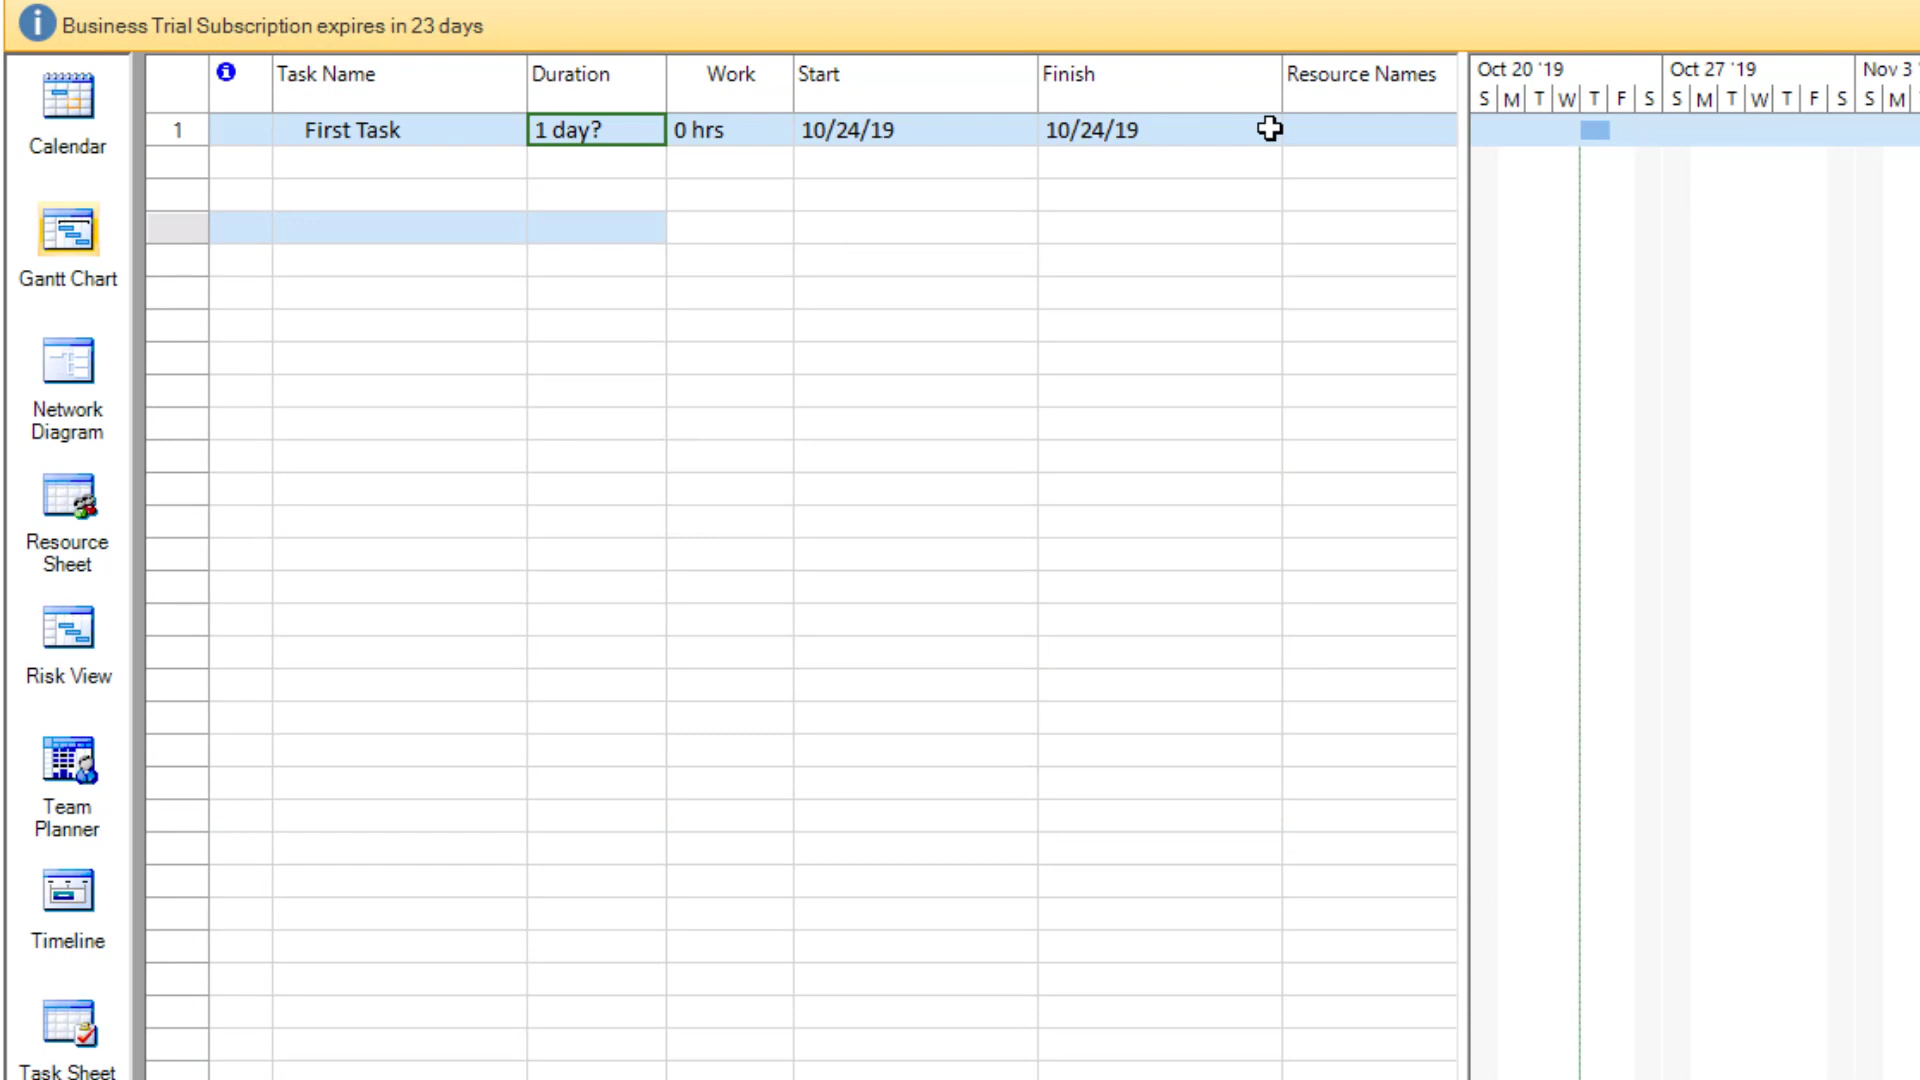 Business Trial Subscription expires in 23 days
Task Name Duration Work Start Finish Resource Names
Oct 20 '19 Oct 27 '19 Nov 3 '
S M T W T F S S M T W T F S S M
1 First Task 1 day? 0 hrs 10/24/19 10/24/19
Calendar
Gantt Chart
Network
Diagram
Resource
Sheet
Risk View
Team
Planner
Timeline
Task Sheet